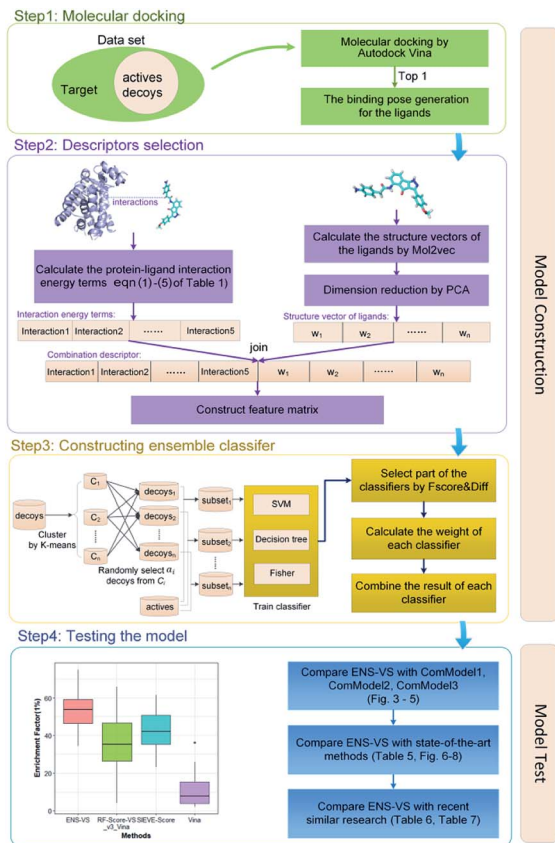 Step1: Molecular docking
Data set
Target
actives
decoys
Molecular docking by
Autodock Vina
Top 1
The binding pose generation
for the ligands
Step2: Descriptors selection
interactions
Calculate the protein-ligand interaction
energy terms eqn (1)-(5)of Table 1)
Interaction energy terms:
Interaction1 Interaction2 ...... Interaction5
Calculate the structure vectors
of the ligands by Mol2vec
Dimension reduction by PCA
Structure vector of ligands:
w1 w2 ...... wn
join
Combination descriptor:
Interaction1 Interaction2 ...... Interaction5 w1 w2 ...... wn
Construct feature matrix
Step3: Constructing ensemble classifer
decoys
Cluster
by K-means
C1
C2
......
Cn
decoys1
decoys2
......
decoysn
Randomly select ai
decoys from Ci
actives
subset1
subset2
......
subsetn
SVM
Decision tree
Fisher
Train classifier
Select part of the
classifiers by Fscore&Diff
Calculate the weight of
each classifier
Combine the result of each
classifier
Model Construction
Step4: Testing the model
Enrichment Factor(1%)
60
40
20
0
ENS-VS RF-Score-VS SIEVE-Score Vina
_v3_Vina
Methods
Compare ENS-VS with ComModel1,
ComModel2, ComModel3
(Fig. 3 - 5)
Compare ENS-VS with state-of-the-art
methods (Table 5, Fig. 6-8)
Compare ENS-VS with recent
similar research (Table 6, Table 7)
Model Test